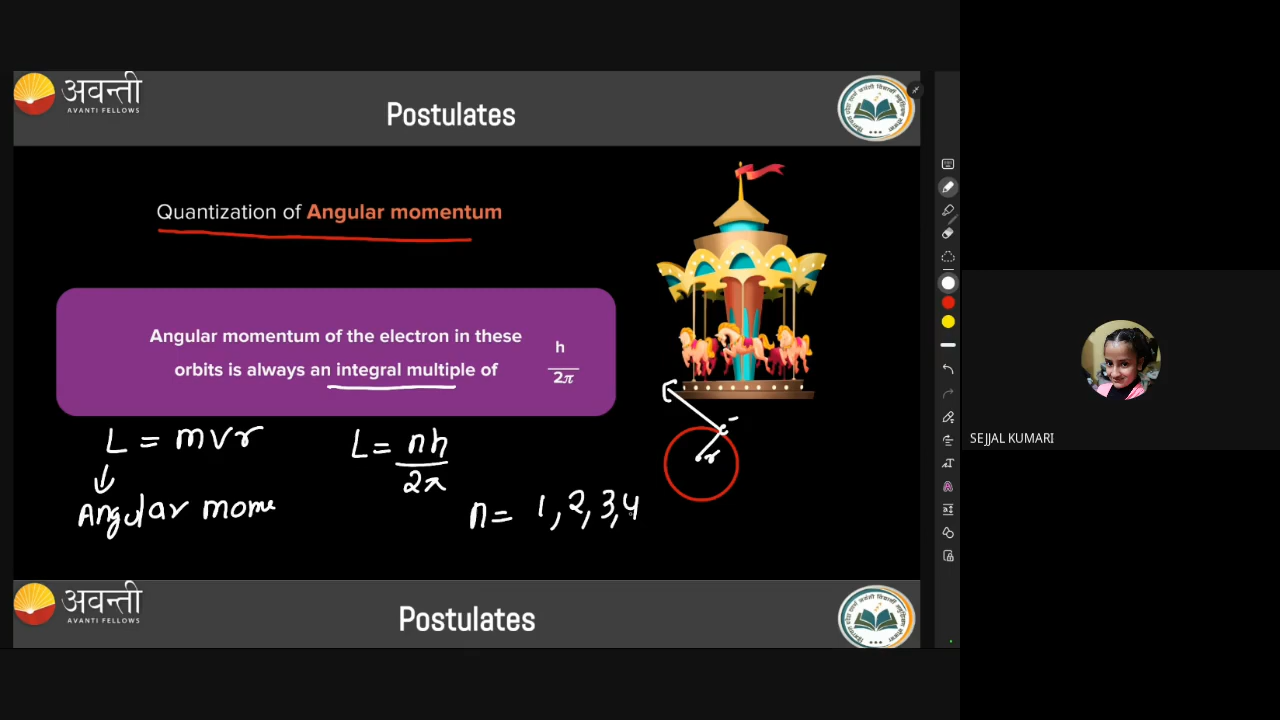 अवन्ती
AVANTI FELLOWS
Postulates
Quantization of Angular momentum
Angular momentum of the electron in these
orbits is always an integral multiple of
h
2π
L = mvr
L = nh
2π
Angular mome
n = 1, 2, 3, 4
e-
r
SEJJAL KUMARI
अवन्ती
AVANTI FELLOWS
Postulates